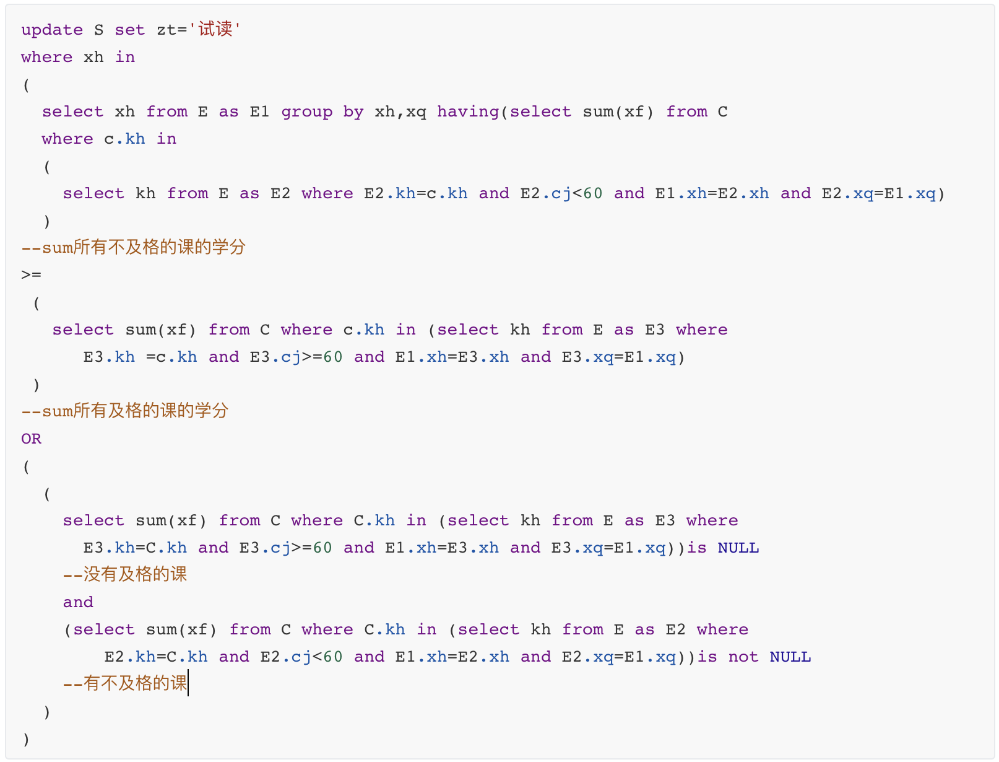 update S set zt='试读'
where xh in
(
  select xh from E as E1 group by xh,xq having(select sum(xf) from C
  where c.kh in
  (
    select kh from E as E2 where E2.kh=c.kh and E2.cj<60 and E1.xh=E2.xh and E2.xq=E1.xq)
  )
--sum所有不及格的课的学分
>=
 (
   select sum(xf) from C where c.kh in (select kh from E as E3 where
      E3.kh =c.kh and E3.cj>=60 and E1.xh=E3.xh and E3.xq=E1.xq)
 )
--sum所有及格的课的学分
OR
(
  (
    select sum(xf) from C where C.kh in (select kh from E as E3 where
      E3.kh=C.kh and E3.cj>=60 and E1.xh=E3.xh and E3.xq=E1.xq))is NULL
    --没有及格的课
    and
    (select sum(xf) from C where C.kh in (select kh from E as E2 where
        E2.kh=C.kh and E2.cj<60 and E1.xh=E2.xh and E2.xq=E1.xq))is not NULL
    --有不及格的课
  )
)